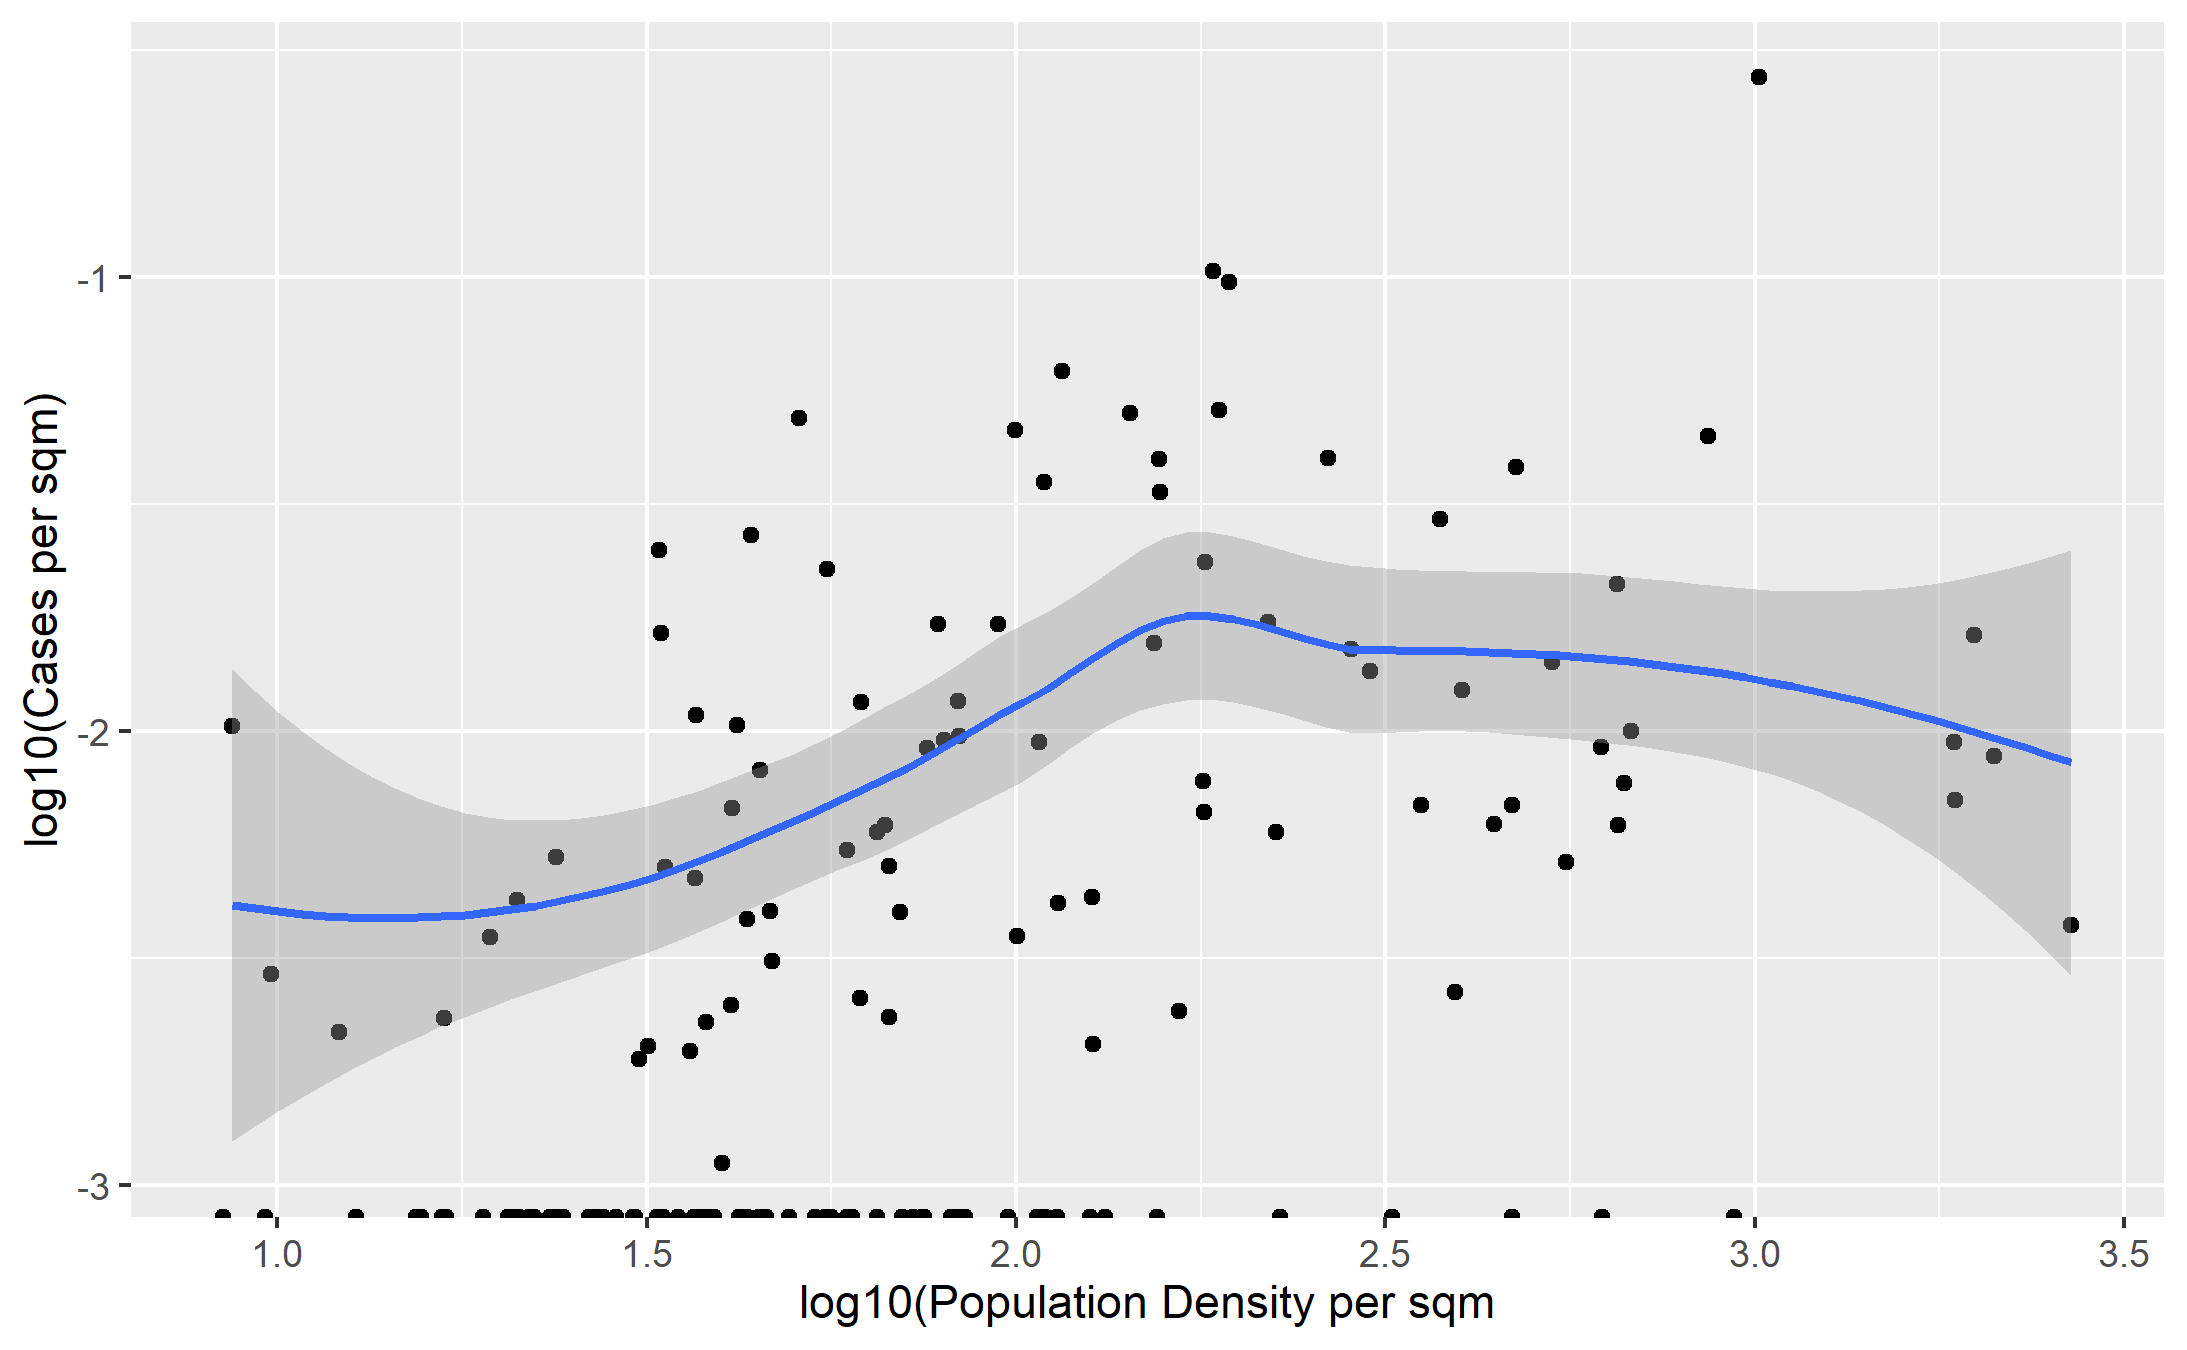 log10(Cases per sqm)
-1
-2
-3
1.0 1.5 2.0 2.5 3.0 3.5
log10(Population Density per sqm